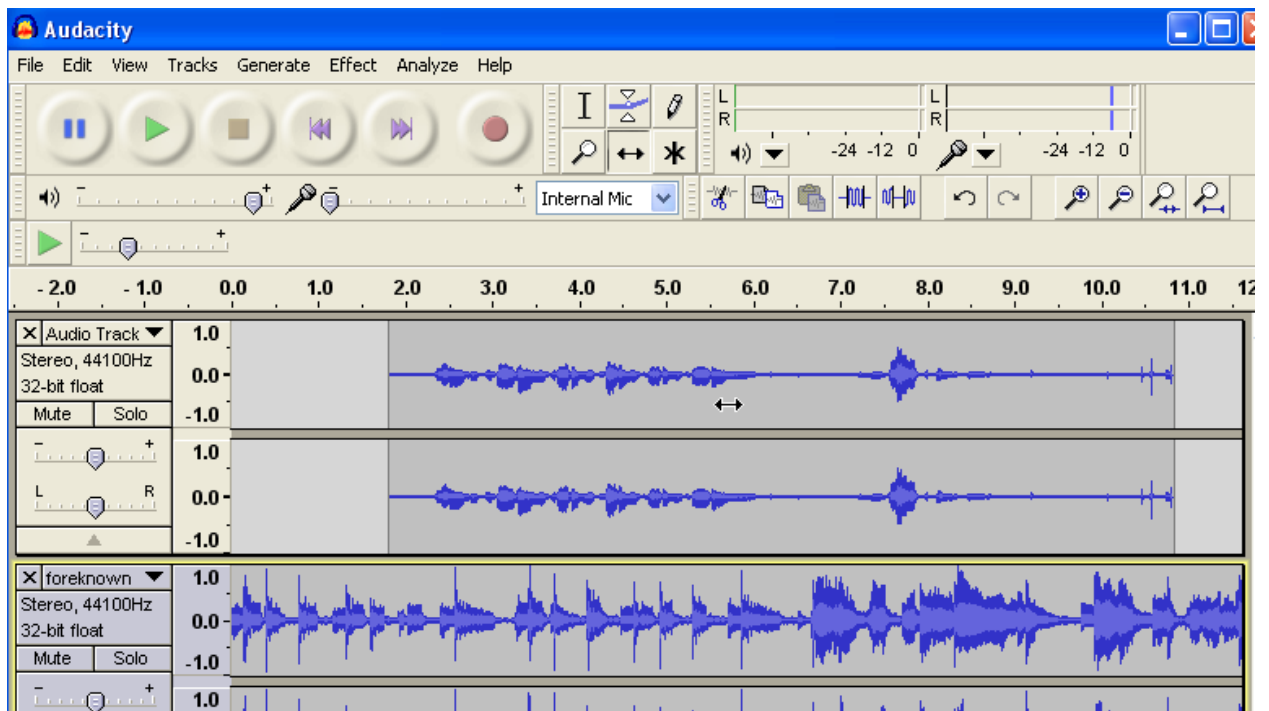 Audacity
File Edit View Tracks Generate Effect Analyze Help
L
R
-24 -12 0
L
R
-24 -12 0
- + - + Internal Mic
- +
- 2.0 - 1.0 0.0 1.0 2.0 3.0 4.0 5.0 6.0 7.0 8.0 9.0 10.0 11.0 12
X Audio Track 1.0
Stereo, 44100Hz
32-bit float 0.0
Mute Solo -1.0
- + 1.0
L R 0.0
-1.0
X foreknown 1.0
Stereo, 44100Hz 0.0
32-bit float
Mute Solo -1.0
- + 1.0